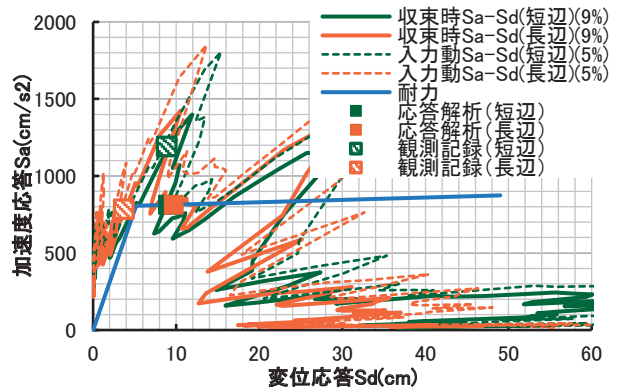 収束時Sa-Sd(短辺)(9%)
収束時Sa-Sd(長辺)(9%)
入力動Sa-Sd(短辺)(5%)
入力動Sa-Sd(長辺)(5%)
耐力
応答解析(短辺)
応答解析(長辺)
観測記録(短辺)
観測記録(長辺)
加速度応答Sa(cm/s2)
2000
1500
1000
500
0
0 10 20 30 40 50 60
変位応答Sd(cm)